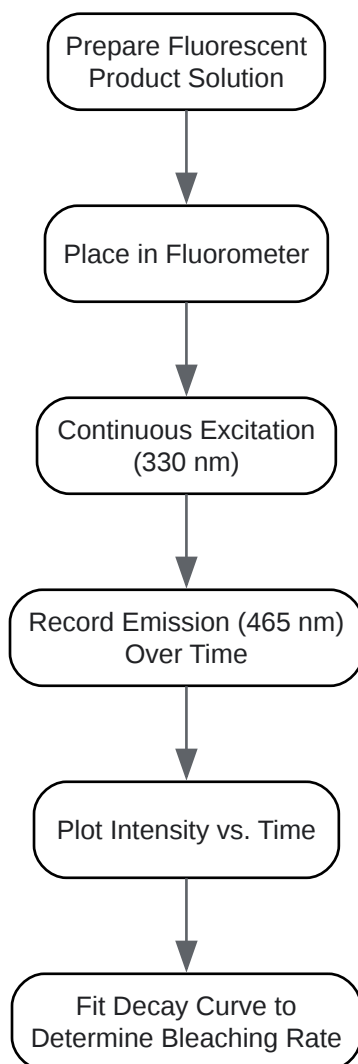 Prepare Fluorescent
Product Solution
Place in Fluorometer
Continuous Excitation
(330 nm)
Record Emission (465 nm)
Over Time
Plot Intensity vs. Time
Fit Decay Curve to
Determine Bleaching Rate